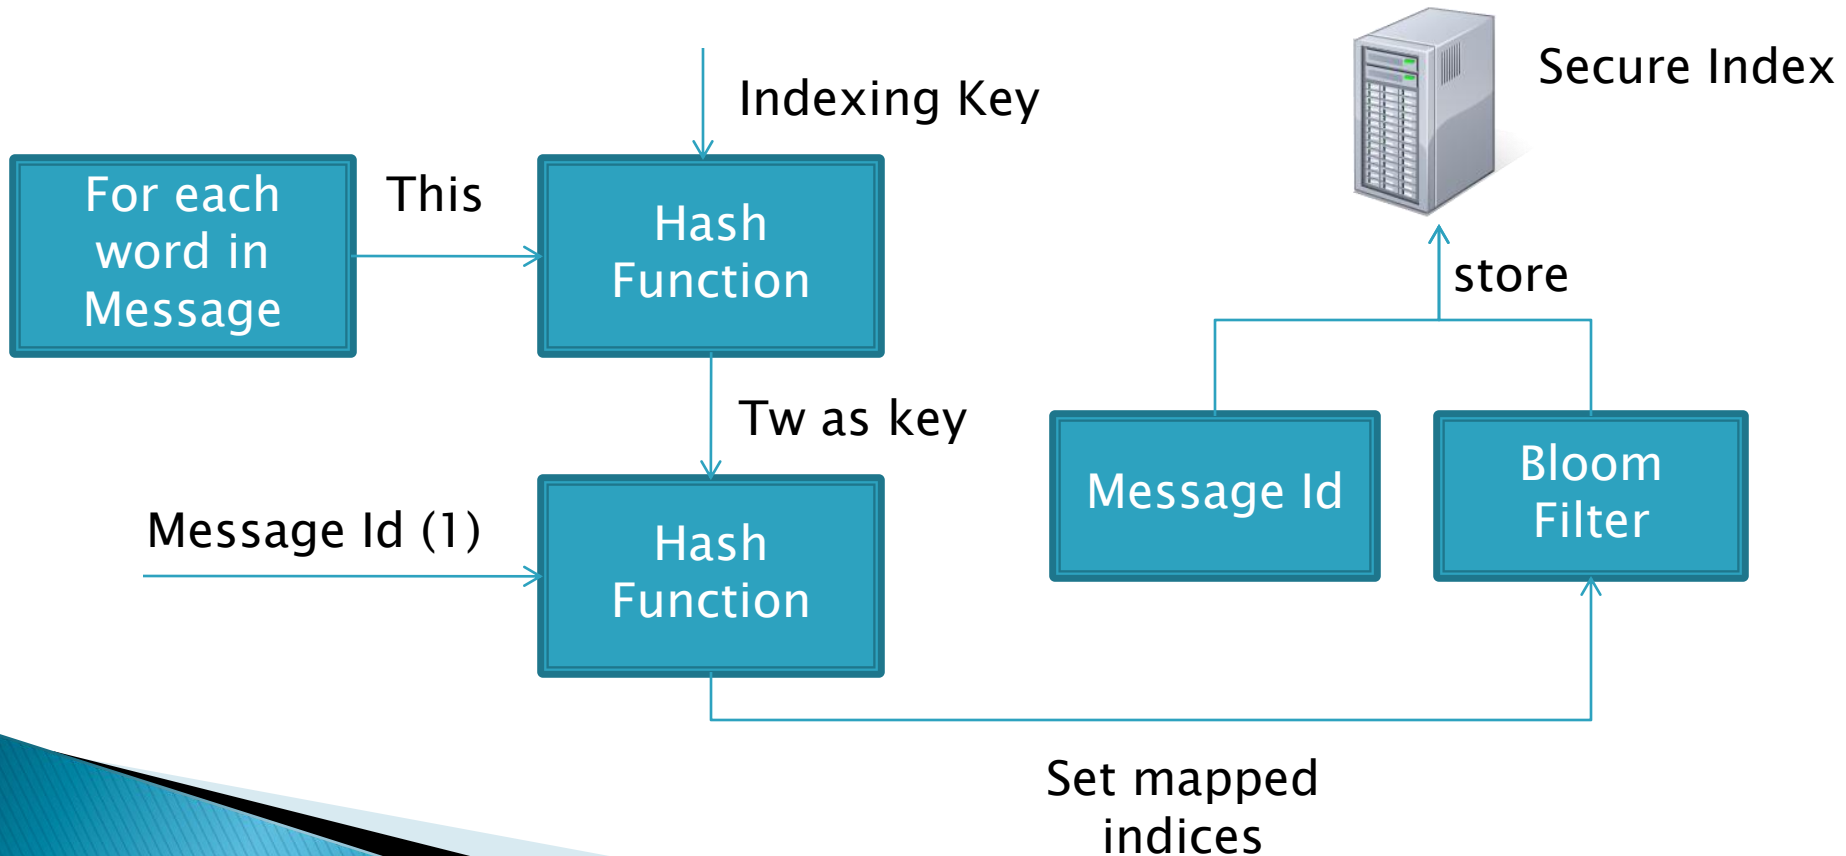 Indexing Key
Secure Index
For each
word in
Message
This
Hash
Function
store
Tw as key
Message Id
Bloom
Filter
Message Id (1)
Hash
Function
Set mapped
indices